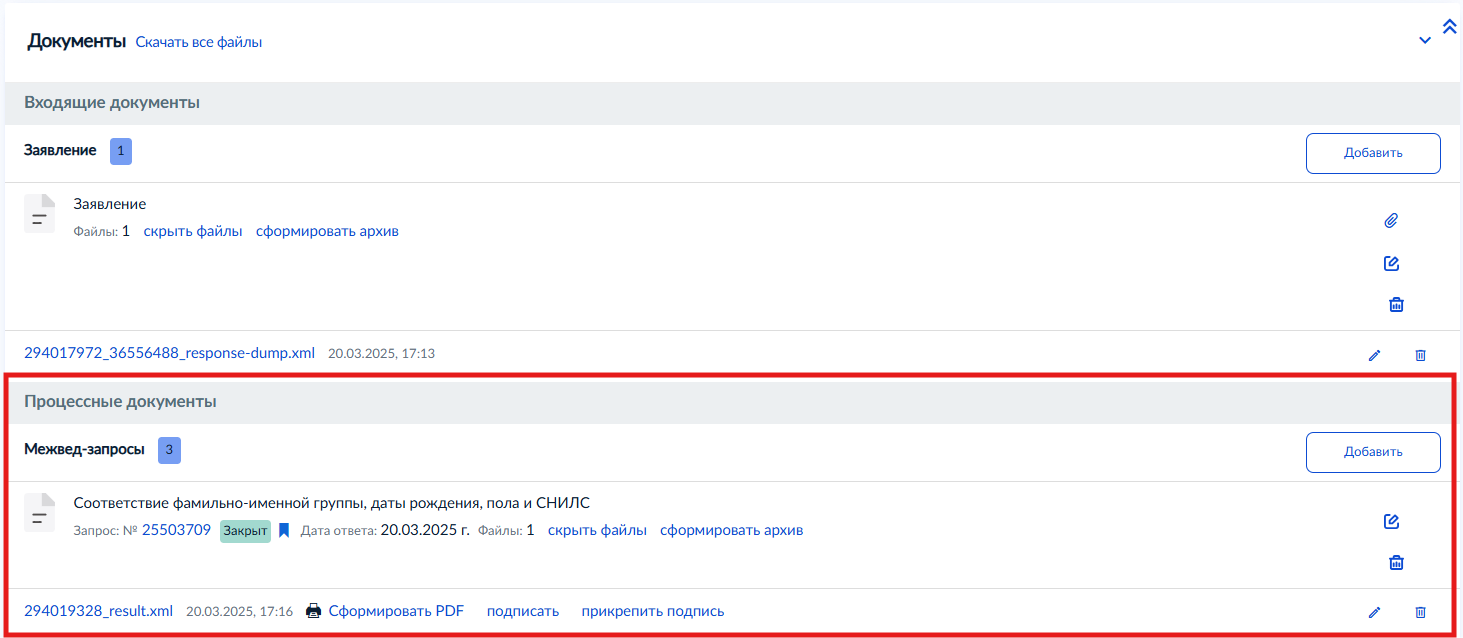 Документы Скачать все файлы
Входящие документы
Заявление 1 Добавить
Заявление
Файлы: 1 скрыть файлы сформировать архив
294017972_36556488_response-dump.xml 20.03.2025, 17:13
Процессные документы
Межвед-запросы 3 Добавить
Соответствие фамильно-именной группы, даты рождения, пола и СНИЛС
Запрос: № 25503709 Закрыт Дата ответа: 20.03.2025 г. Файлы: 1 скрыть файлы сформировать архив
294019328_result.xml 20.03.2025, 17:16 Сформировать PDF подписать прикрепить подпись